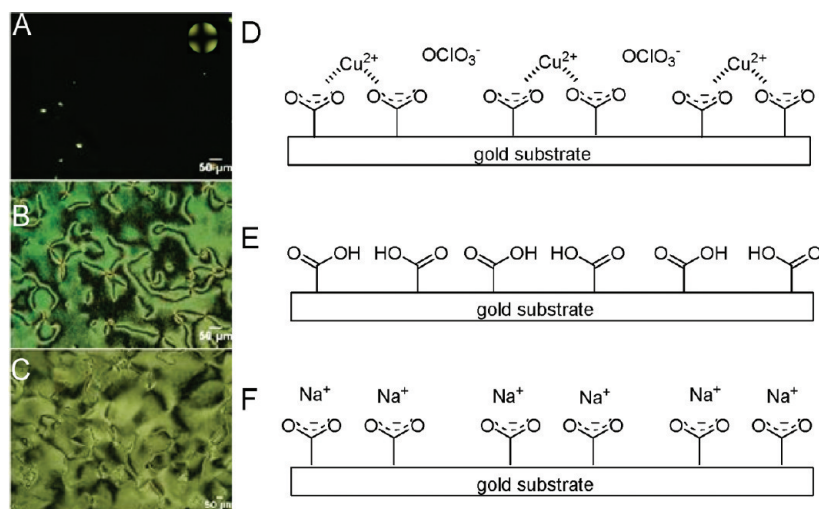 A
50 µm
B
50 µm
C
50 µm
D
Cu2+ OClO3- Cu2+ OClO3- Cu2+
O O O O O O O O O O O O
gold substrate
E
O OH HO O O OH HO O O OH HO O
gold substrate
F
Na+ Na+ Na+ Na+ Na+ Na+
O O O O O O O O O O O O
gold substrate